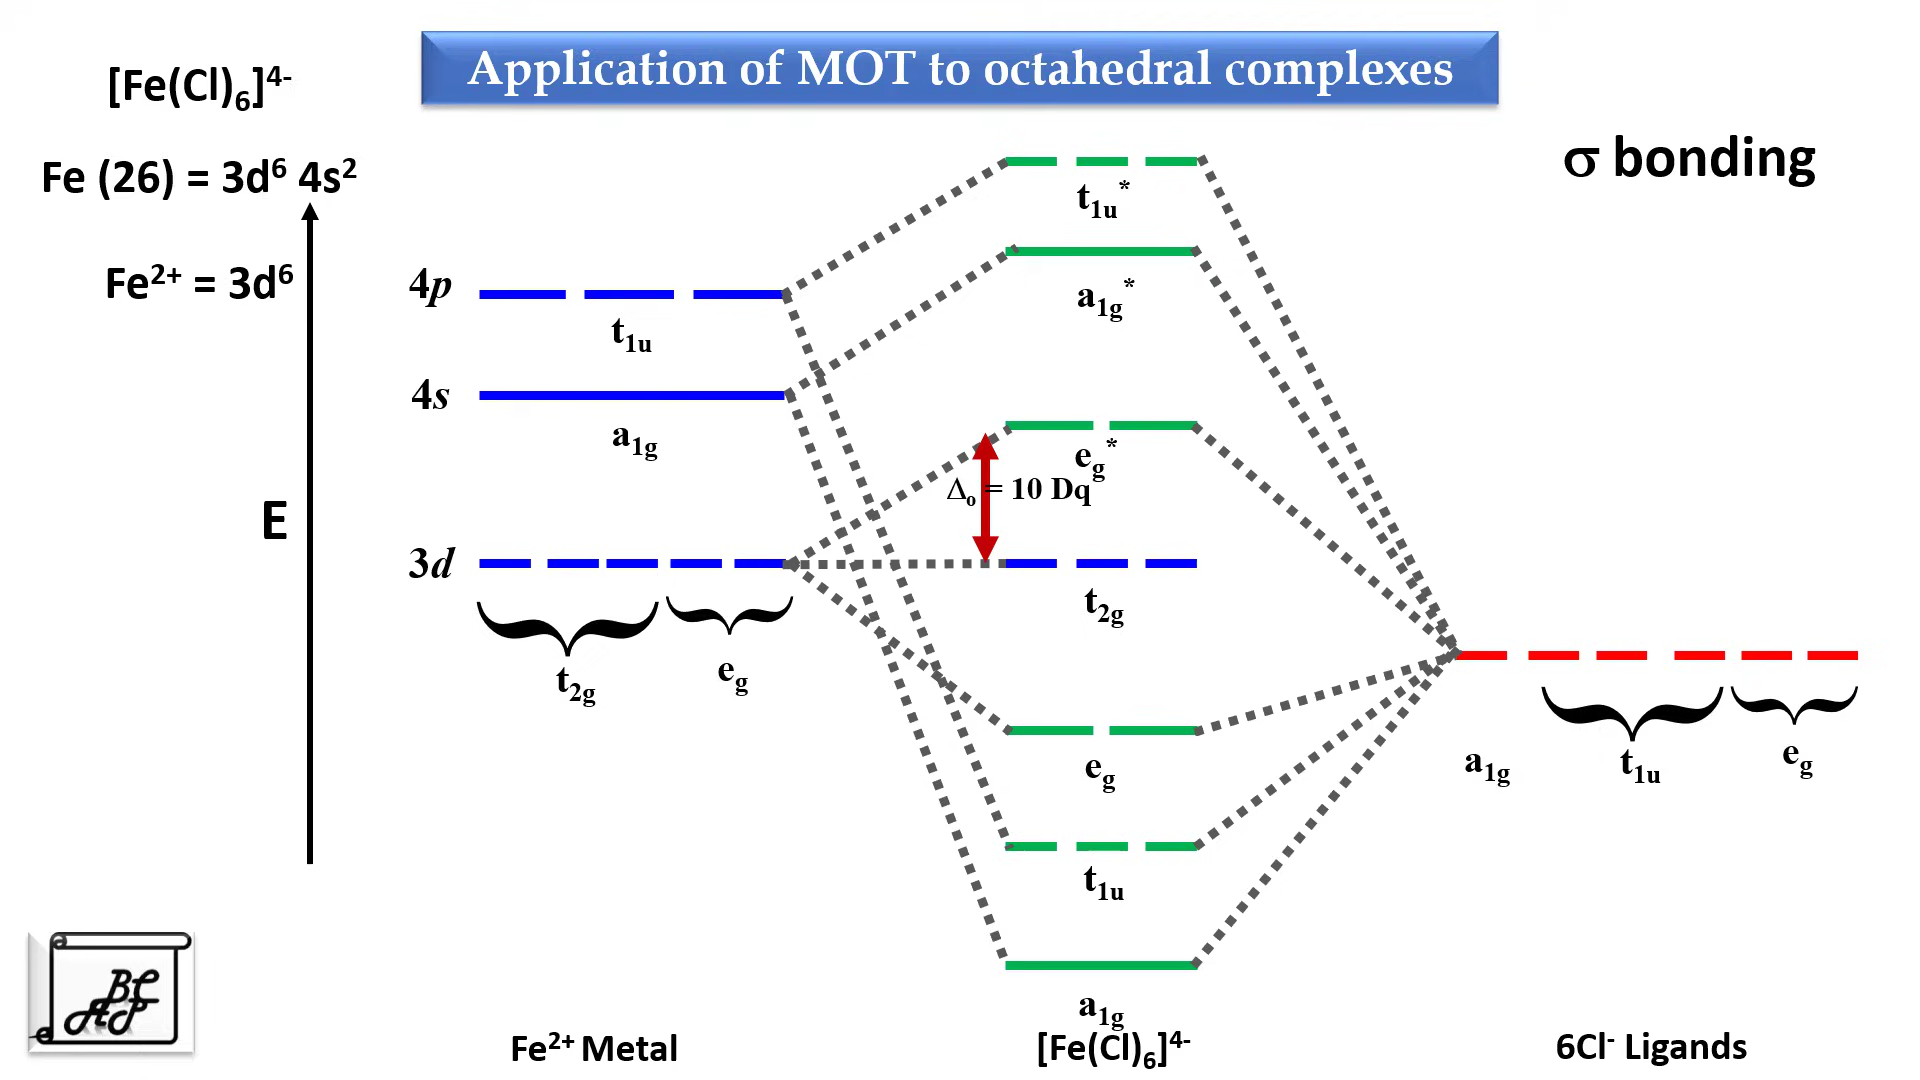 Application of MOT to octahedral complexes
[Fe(Cl)₆]⁴⁻
σ bonding
Fe (26) = 3d⁶ 4s²
t₁ᵤ*
Fe²⁺ = 3d⁶
4p
t₁ᵤ
a₁g*
4s
a₁g
eg*
Δₒ = 10 Dq
E
3d
t₂g
eg
t₂g
eg
a₁g
t₁ᵤ
eg
t₁ᵤ
a₁g
Fe²⁺ Metal
[Fe(Cl)₆]⁴⁻
6Cl⁻ Ligands
BC
AP